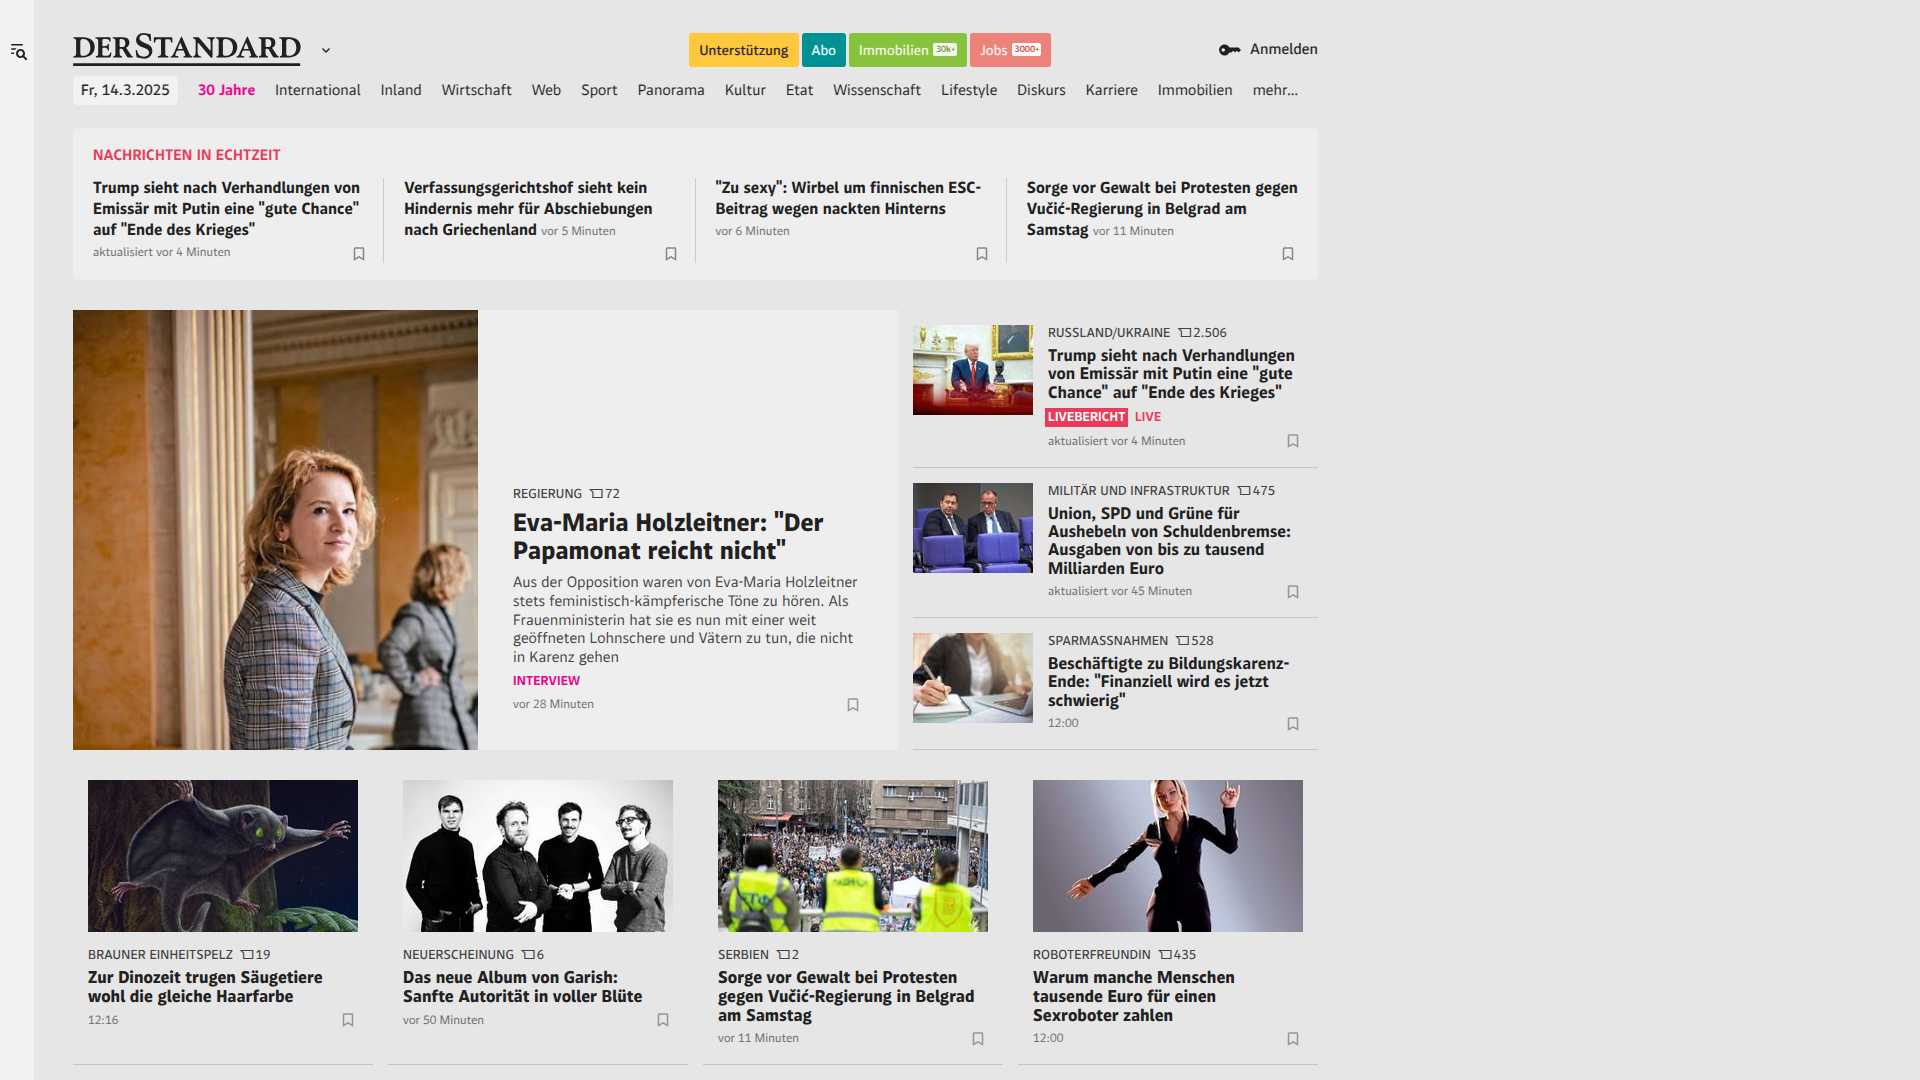 DERSTANDARD
Unterstützung
Abo
Immobilien 30k+
Jobs 3000+
Anmelden
Fr, 14.3.2025
30 Jahre
International
Inland
Wirtschaft
Web
Sport
Panorama
Kultur
Etat
Wissenschaft
Lifestyle
Diskurs
Karriere
Immobilien
mehr...
NACHRICHTEN IN ECHTZEIT
Trump sieht nach Verhandlungen von
Emissär mit Putin eine "gute Chance"
auf "Ende des Krieges"
aktualisiert vor 4 Minuten
Verfassungsgerichtshof sieht kein
Hindernis mehr für Abschiebungen
nach Griechenland vor 5 Minuten
"Zu sexy": Wirbel um finnischen ESC-
Beitrag wegen nackten Hinterns
vor 6 Minuten
Sorge vor Gewalt bei Protesten gegen
Vučić-Regierung in Belgrad am
Samstag vor 11 Minuten
REGIERUNG 72
Eva-Maria Holzleitner: "Der
Papamonat reicht nicht"
Aus der Opposition waren von Eva-Maria Holzleitner
stets feministisch-kämpferische Töne zu hören. Als
Frauenministerin hat sie es nun mit einer weit
geöffneten Lohnschere und Vätern zu tun, die nicht
in Karenz gehen
INTERVIEW
vor 28 Minuten
RUSSLAND/UKRAINE 2.506
Trump sieht nach Verhandlungen
von Emissär mit Putin eine "gute
Chance" auf "Ende des Krieges"
LIVEBERICHT LIVE
aktualisiert vor 4 Minuten
MILITÄR UND INFRASTRUKTUR 475
Union, SPD und Grüne für
Aushebeln von Schuldenbremse:
Ausgaben von bis zu tausend
Milliarden Euro
aktualisiert vor 45 Minuten
SPARMASSNAHMEN 528
Beschäftigte zu Bildungskarenz-
Ende: "Finanziell wird es jetzt
schwierig"
12:00
BRAUNER EINHEITSPELZ 19
Zur Dinozeit trugen Säugetiere
wohl die gleiche Haarfarbe
12:16
NEUERSCHEINUNG 6
Das neue Album von Garish:
Sanfte Autorität in voller Blüte
vor 50 Minuten
SERBIEN 2
Sorge vor Gewalt bei Protesten
gegen Vučić-Regierung in Belgrad
am Samstag
vor 11 Minuten
ROBOTERFREUNDIN 435
Warum manche Menschen
tausende Euro für einen
Sexroboter zahlen
12:00